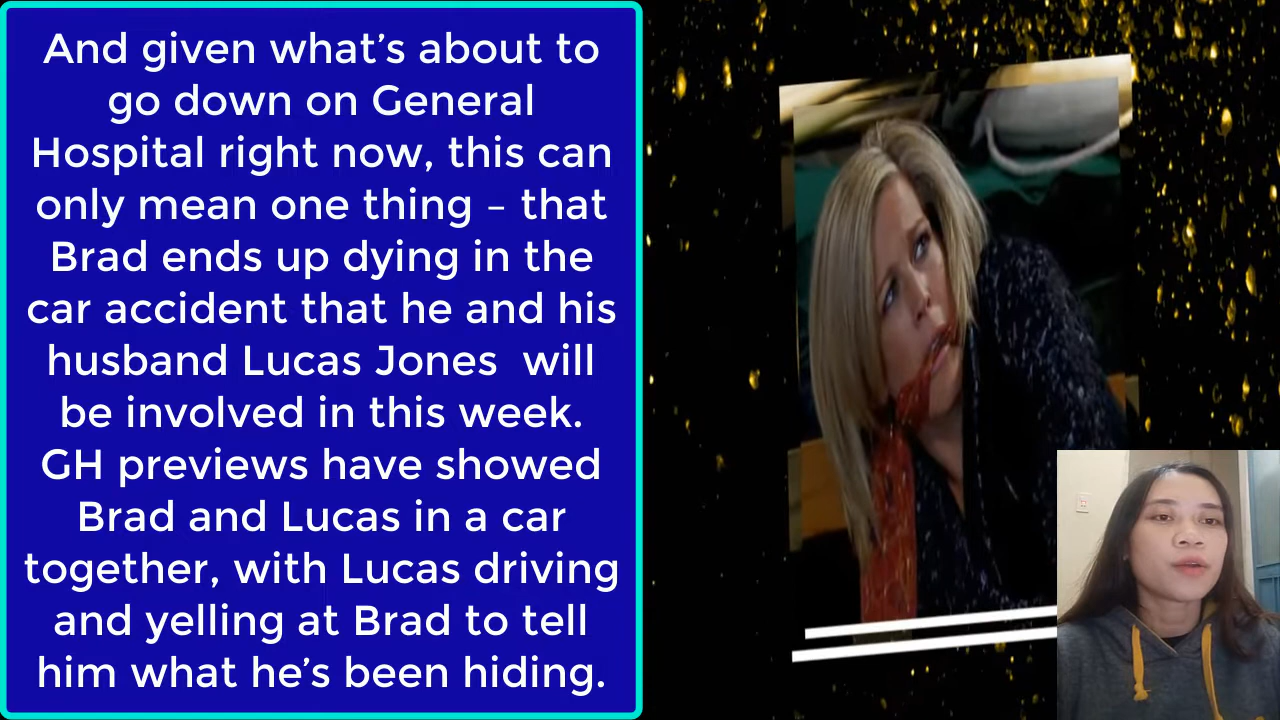 And given what’s about to
go down on General
Hospital right now, this can
only mean one thing – that
Brad ends up dying in the
car accident that he and his
husband Lucas Jones  will
be involved in this week.
GH previews have showed
Brad and Lucas in a car
together, with Lucas driving
and yelling at Brad to tell
him what he’s been hiding.